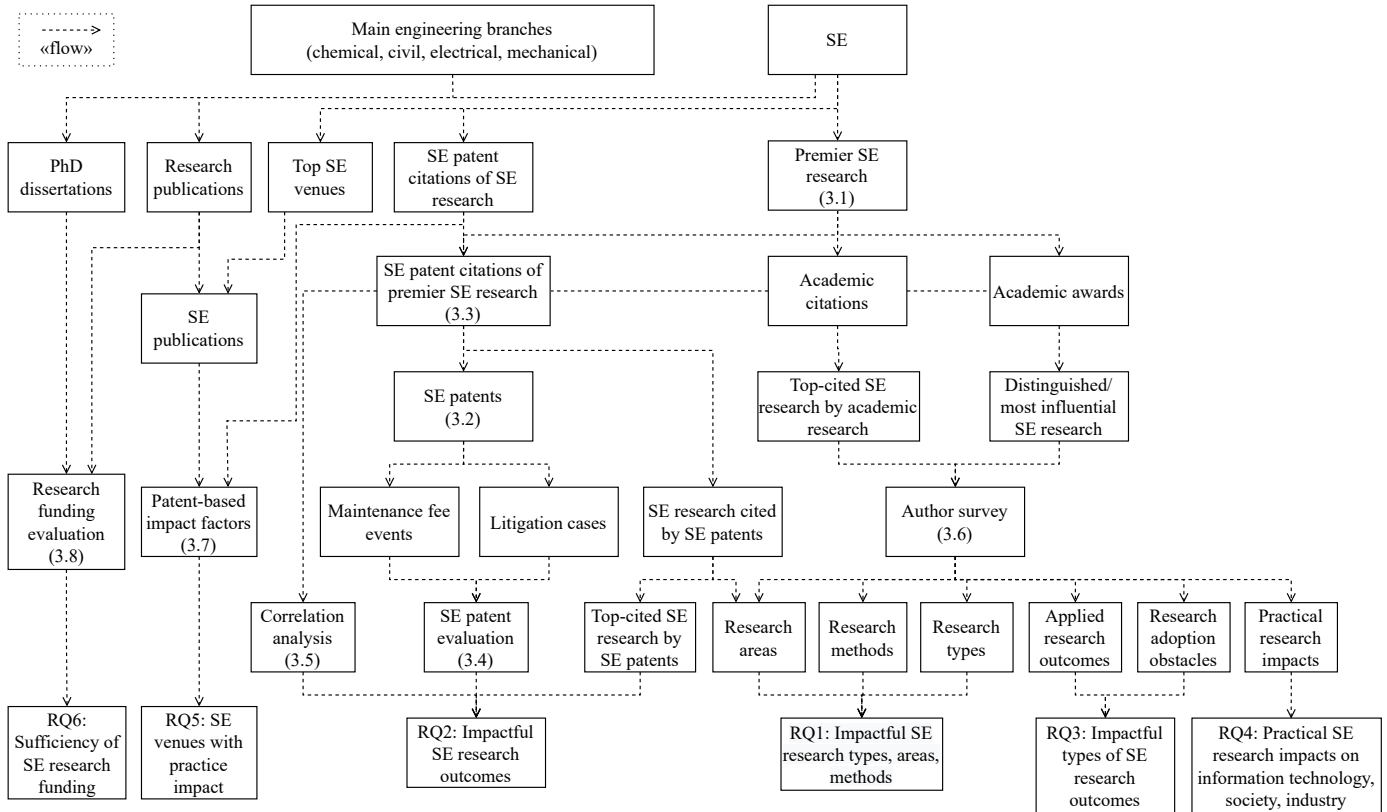 «flow»
Main engineering branches
(chemical, civil, electrical, mechanical)
SE
PhD
dissertations
Research
publications
Top SE
venues
SE patent
citations of SE
research
Premier SE
research
(3.1)
SE patent citations of
premier SE research
(3.3)
Academic
citations
Academic awards
SE
publications
SE patents
(3.2)
Top-cited SE
research by academic
research
Distinguished/
most influential
SE research
Research
funding
evaluation
(3.8)
Patent-based
impact factors
(3.7)
Maintenance fee
events
Litigation cases
SE research cited
by SE patents
Author survey
(3.6)
Correlation
analysis
(3.5)
SE patent
evaluation
(3.4)
Top-cited SE
research by
SE patents
Research
areas
Research
methods
Research
types
Applied
research
outcomes
Research
adoption
obstacles
Practical
research
impacts
RQ6:
Sufficiency of
SE research
funding
RQ5: SE
venues with
practice
impact
RQ2: Impactful
SE research
outcomes
RQ1: Impactful SE
research types, areas,
methods
RQ3: Impactful
types of SE
research
outcomes
RQ4: Practical SE
research impacts on
information technology,
society, industry